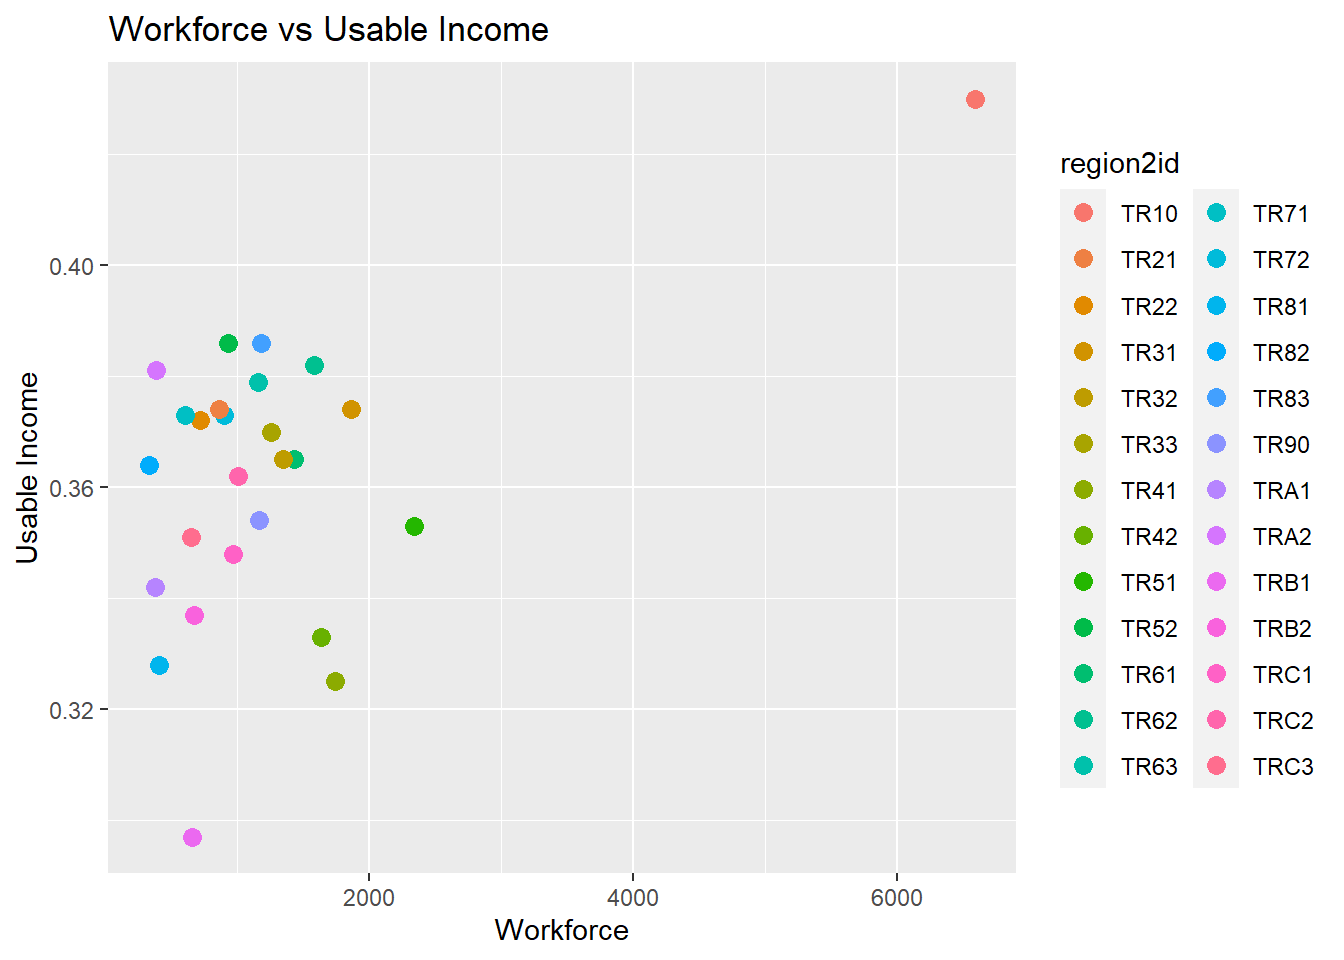 Workforce vs Usable Income
Usable Income
0.40
0.36
0.32
2000 4000 6000
Workforce
region2id
TR10 TR71
TR21 TR72
TR22 TR81
TR31 TR82
TR32 TR83
TR33 TR90
TR41 TRA1
TR42 TRA2
TR51 TRB1
TR52 TRB2
TR61 TRC1
TR62 TRC2
TR63 TRC3